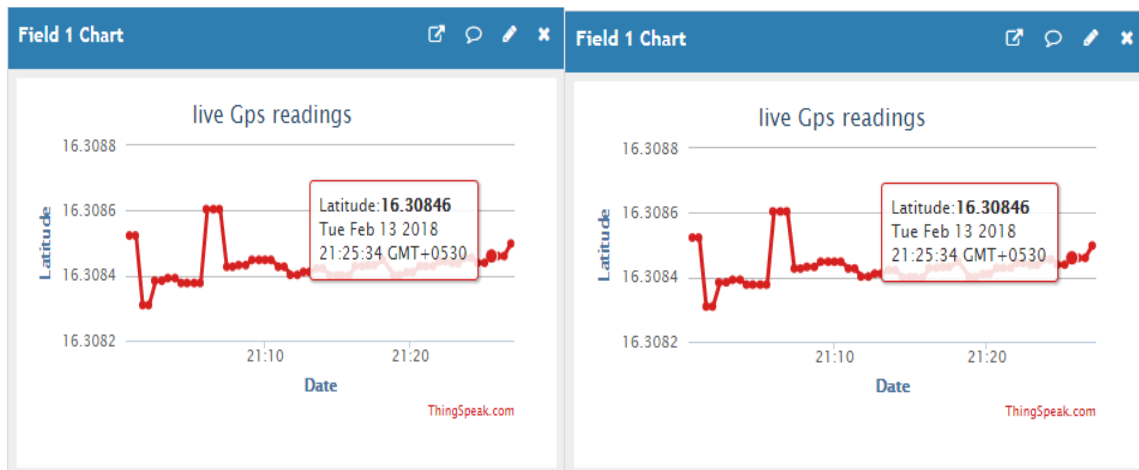 Field 1 Chart
live Gps readings
16.3088
16.3086
16.3084
16.3082
Latitude
Latitude:16.30846
Tue Feb 13 2018
21:25:34 GMT+0530
21:10
21:20
Date
ThingSpeak.com
Field 1 Chart
live Gps readings
16.3088
16.3086
16.3084
16.3082
Latitude
Latitude:16.30846
Tue Feb 13 2018
21:25:34 GMT+0530
21:10
21:20
Date
ThingSpeak.com